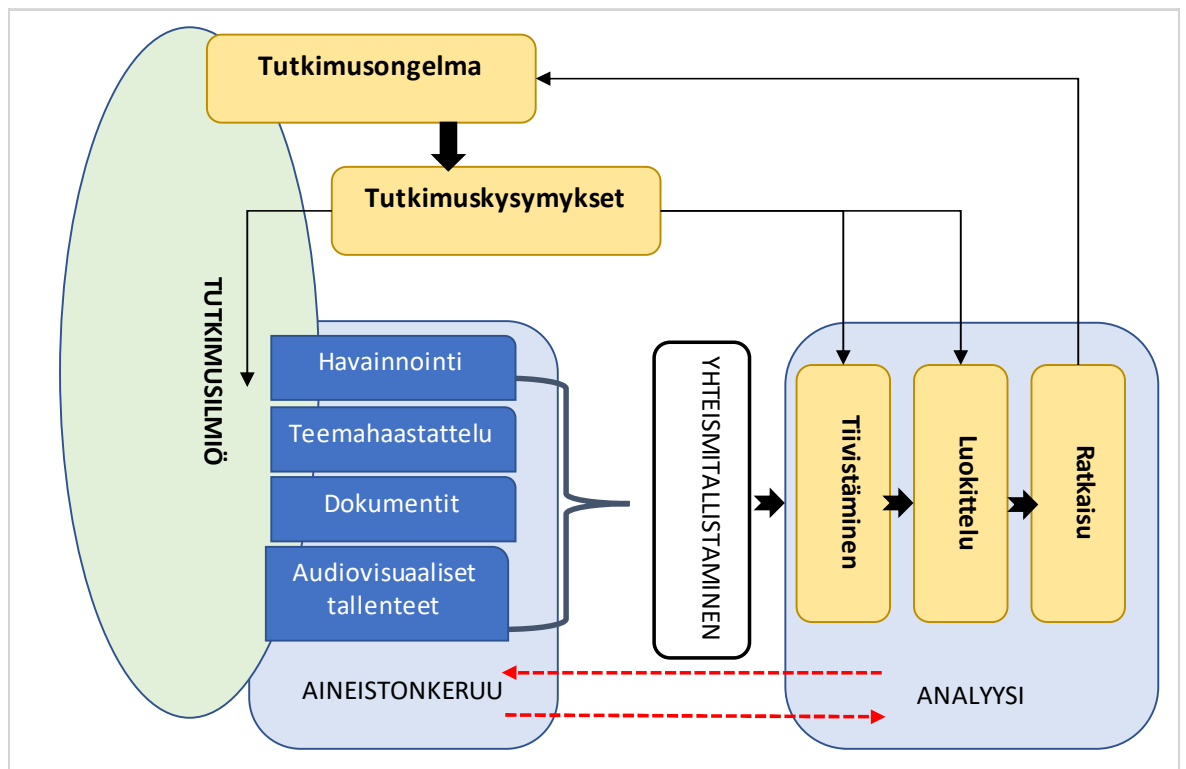 Tutkimusongelma
Tutkimuskysymykset
TUTKIMUSILMIÖ
Havainnointi
Teemahaastattelu
Dokumentit
Audiovisuaaliset
tallenteet
AINEISTONKERUU
YHTEISMITALLISTAMINEN
Tiivistäminen
Luokittelu
Ratkaisu
ANALYYSI